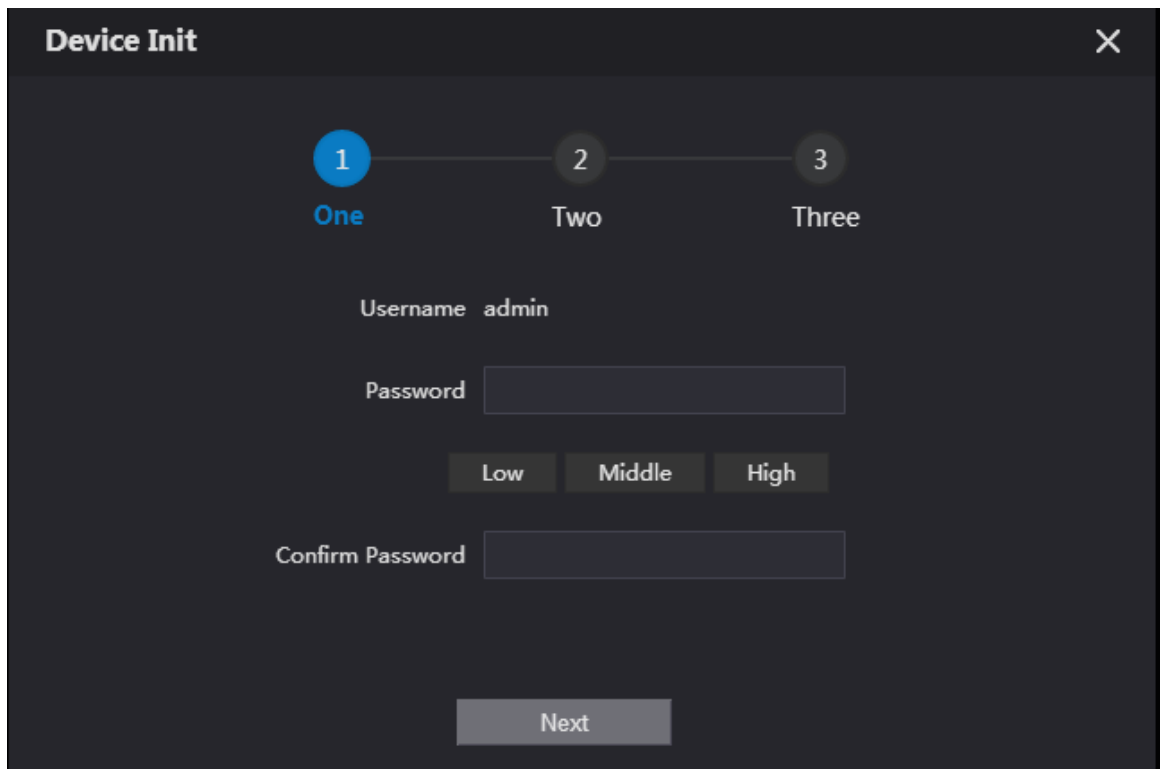 Device Init
1 2 3
One Two Three
Username admin
Password
Low Middle High
Confirm Password
Next